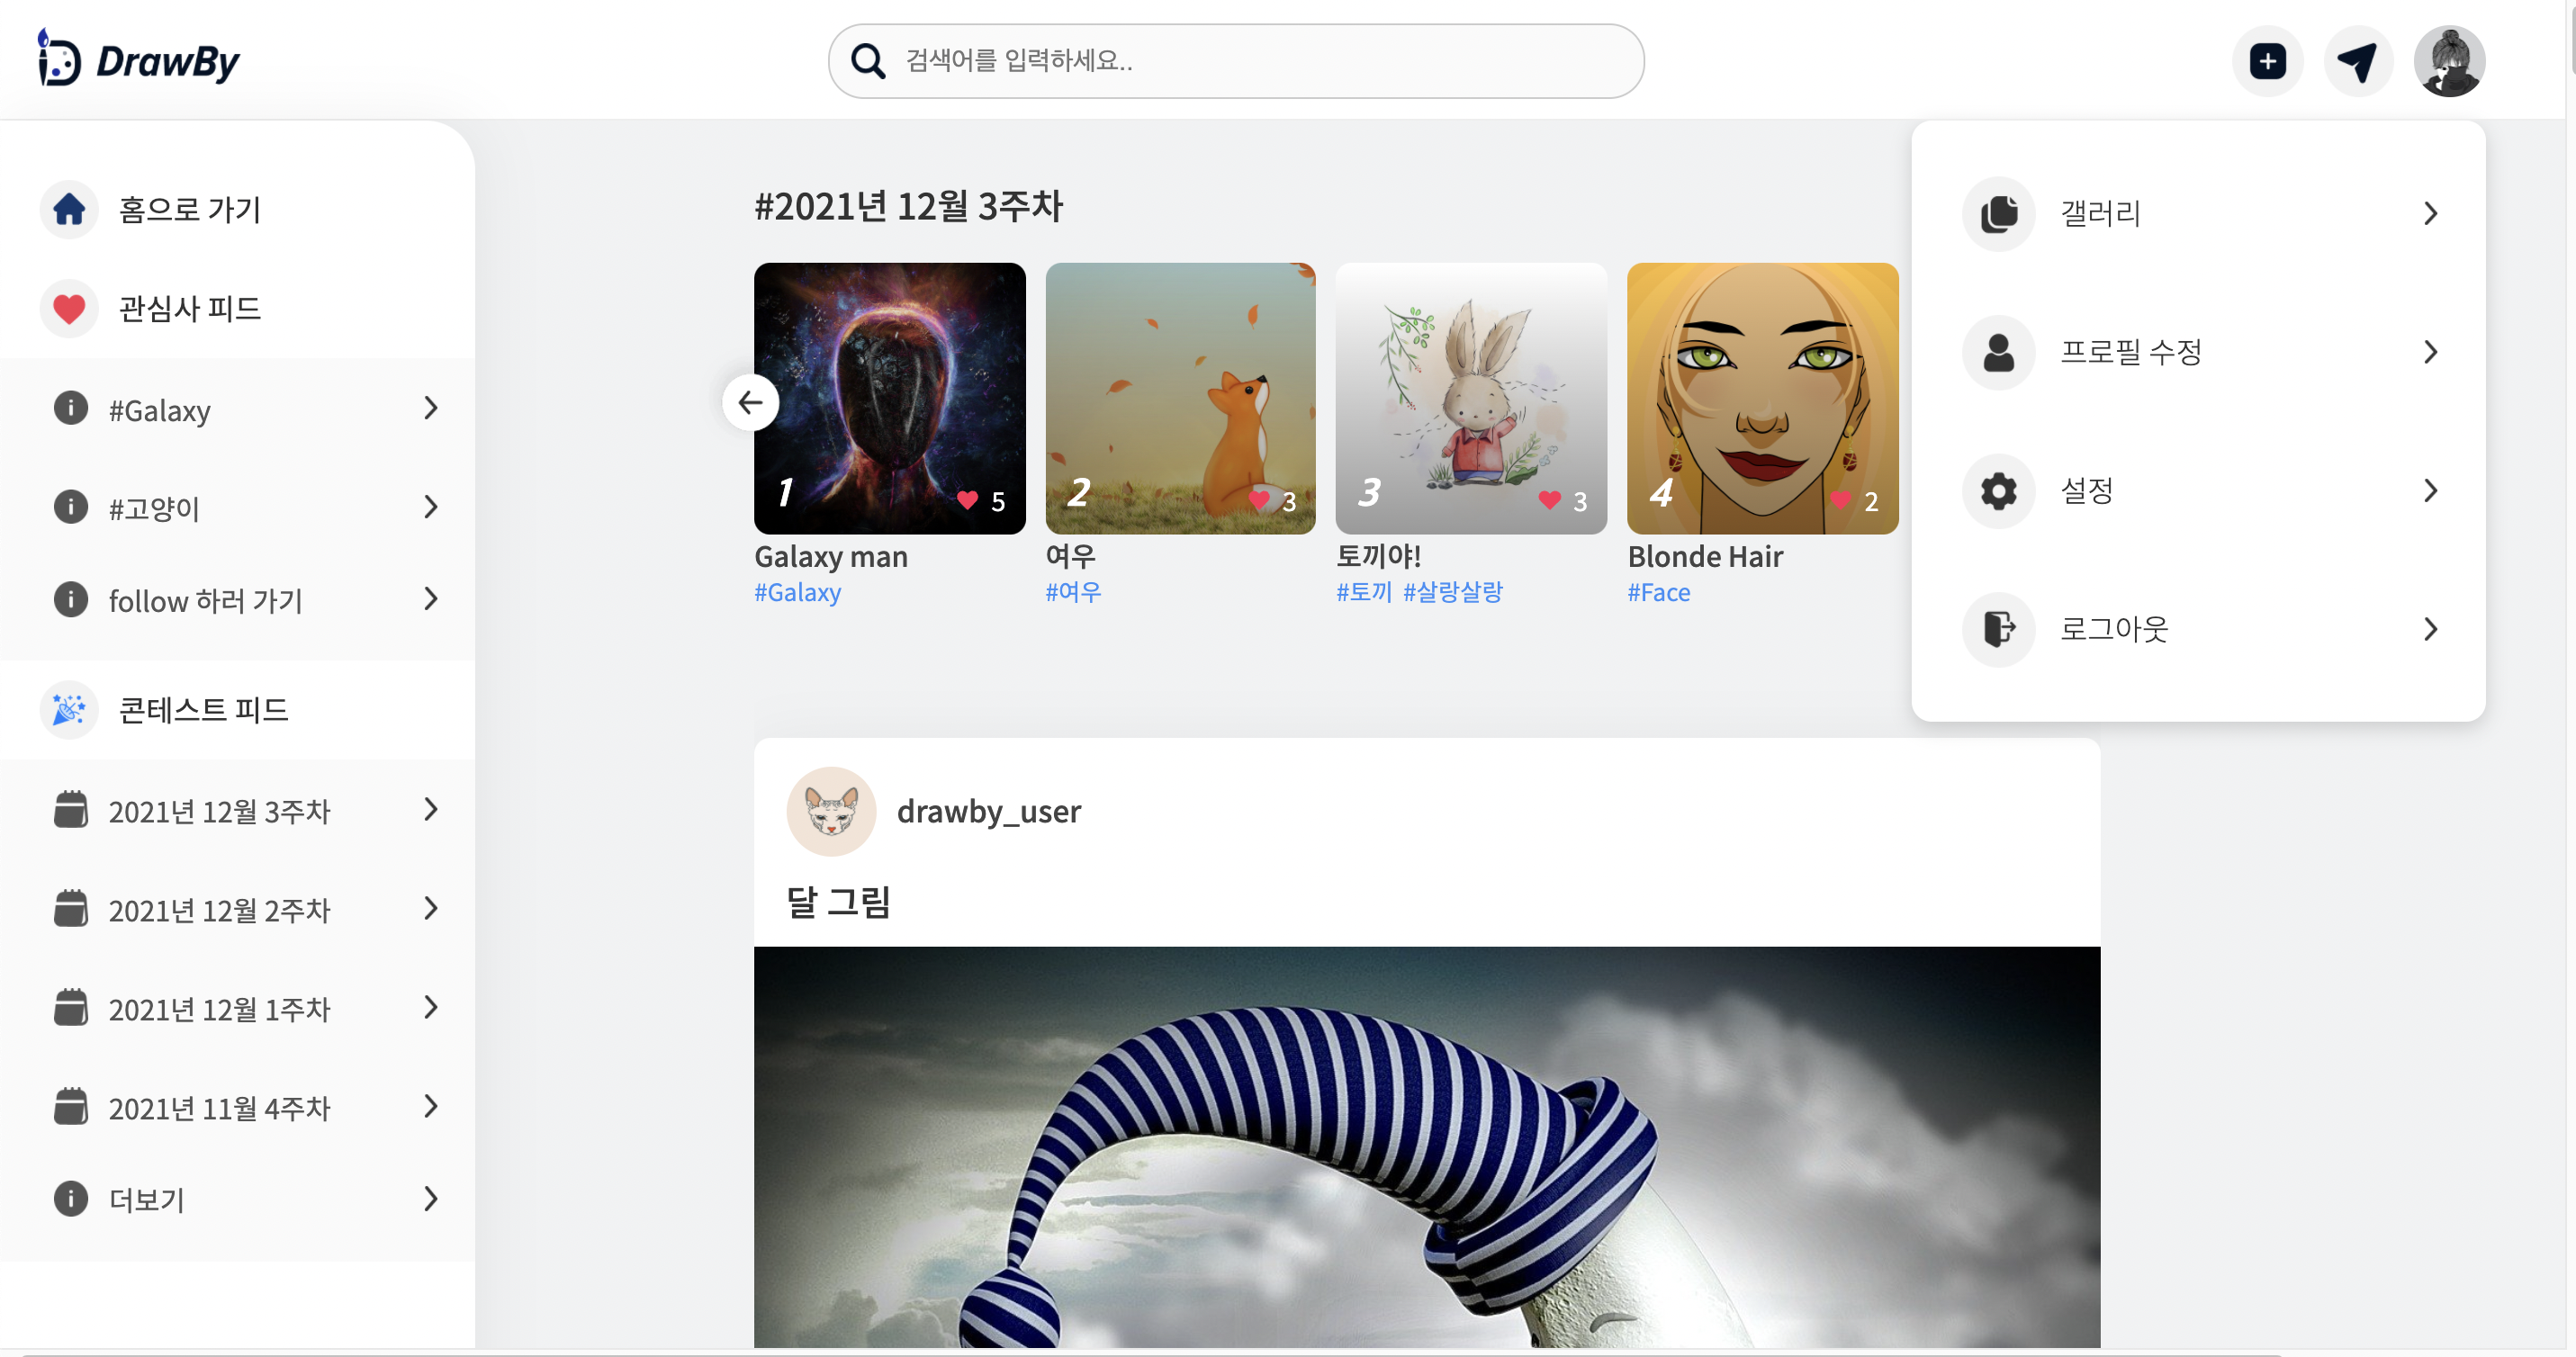 DrawBy
검색어를 입력하세요..
홈으로 가기
관심사 피드
#Galaxy
#고양이
follow 하러 가기
콘테스트 피드
2021년 12월 3주차
2021년 12월 2주차
2021년 12월 1주차
2021년 11월 4주차
더보기
#2021년 12월 3주차
1 5
2 3
3 3
4 2
Galaxy man
#Galaxy
여우
#여우
토끼야!
#토끼 #살랑살랑
Blonde Hair
#Face
갤러리
프로필 수정
설정
로그아웃
drawby_user
달 그림